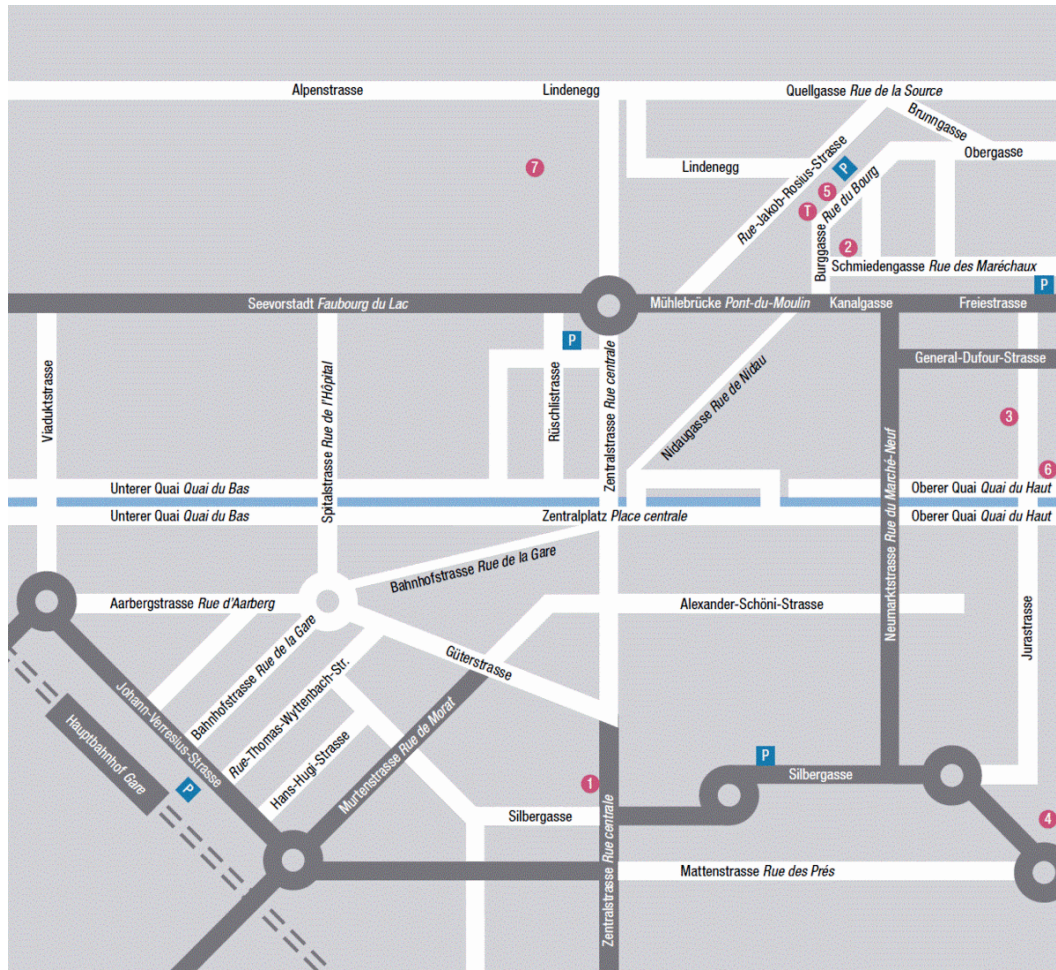 Alpenstrasse
Lindenegg
Quellgasse Rue de la Source
Brunngasse
Obergasse
Lindenegg
Rue-Jakob-Rosius-Strasse
P
7
5
T
Burggasse Rue du Bourg
2
Schmiedengasse Rue des Maréchaux
P
Seevorstadt Faubourg du Lac
Mühlebrücke Pont-du-Moulin
Kanalgasse
Freiestrasse
P
General-Dufour-Strasse
Viaduktstrasse
Spitalstrasse Rue de l'Hôpital
Rüschlistrasse
Zentralstrasse Rue centrale
Nidaugasse Rue de Nidau
Neumarktstrasse Rue du Marché-Neuf
3
6
Unterer Quai Quai du Bas
Oberer Quai Quai du Haut
Unterer Quai Quai du Bas
Zentralplatz Place centrale
Oberer Quai Quai du Haut
Bahnhofstrasse Rue de la Gare
Aarbergstrasse Rue d'Aarberg
Alexander-Schöni-Strasse
Jurastrasse
Güterstrasse
Bahnhofstrasse Rue de la Gare
Rue-Thomas-Wyttenbach-Str.
Johann-Verresius-Strasse
Hauptbahnhof Gare
P
Hans-Hugi-Strasse
Murtenstrasse Rue de Morat
1
P
Silbergasse
Silbergasse
4
Zentralstrasse Rue centrale
Mattenstrasse Rue des Prés